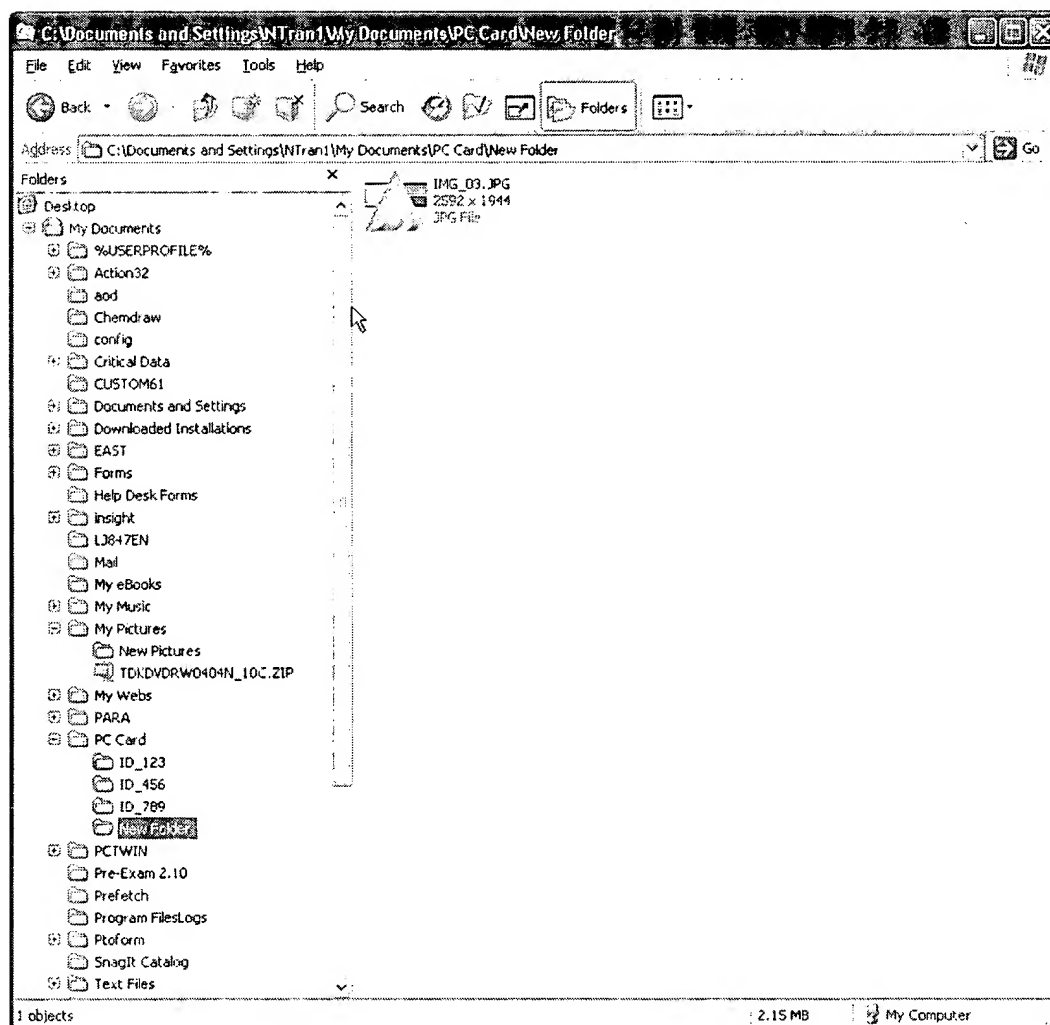 C:\Documents and Settings\NTran1\My Documents\PC Card\New Folder
File Edit View Favorites Tools Help
Back Search Folders
Address C:\Documents and Settings\NTran1\My Documents\PC Card\New Folder Go
Folders x
IMG_03.JPG
2592 x 1944
JPG File
Desktop
My Documents
%USERPROFILE%
Action32
aod
Chemdraw
config
Critical Data
CUSTOM61
Documents and Settings
Downloaded Installations
EAST
Forms
Help Desk Forms
insight
LJ847EN
Mail
My eBooks
My Music
My Pictures
New Pictures
TDKDVDRW0404N_10C.ZIP
My Webs
PARA
PC Card
ID_123
ID_456
ID_789
New Folder
PCTWIN
Pre-Exam 2.10
Prefetch
Program FilesLogs
Ptoform
SnagIt Catalog
Text Files
1 objects 2.15 MB My Computer